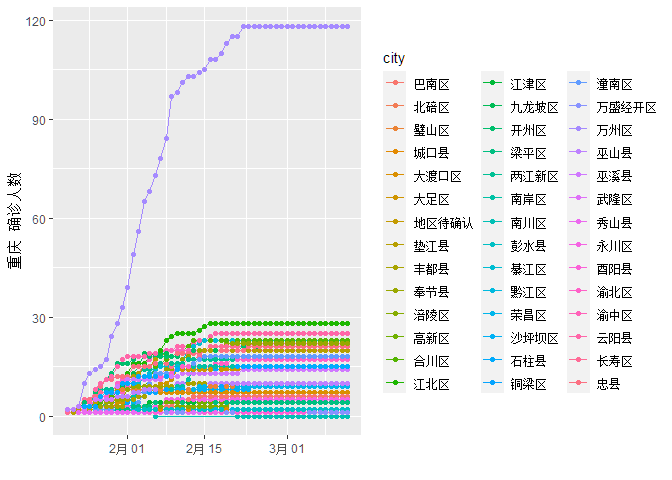 120
90
60
30
0
重庆 确诊人数
2月 01
2月 15
3月 01
city
巴南区
北碚区
璧山区
城口县
大渡口区
大足区
地区待确认
垫江县
丰都县
奉节县
涪陵区
高新区
合川区
江北区
江津区
九龙坡区
开州区
梁平区
两江新区
南岸区
南川区
彭水县
綦江区
黔江区
荣昌区
沙坪坝区
石柱县
铜梁区
潼南区
万盛经开区
万州区
巫山县
巫溪县
武隆区
秀山县
永川区
酉阳县
渝北区
渝中区
云阳县
长寿区
忠县